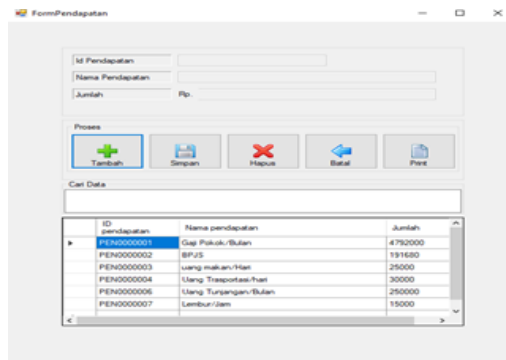 FormPendapatan
Id Pendapatan
Nama Pendapatan
Jumlah Rp.
Proses
Tambah Simpan Hapus Batal Print
Cari Data
ID pendapatan Nama pendapatan Jumlah
PEN0000001 Gaji Pokok/Bulan 4792000
PEN0000002 BPJS 191680
PEN0000003 uang makan/Hari 25000
PEN0000004 Uang Trasportasi/hari 30000
PEN0000006 Uang Tunjangan/Bulan 250000
PEN0000007 Lembur/Jam 15000